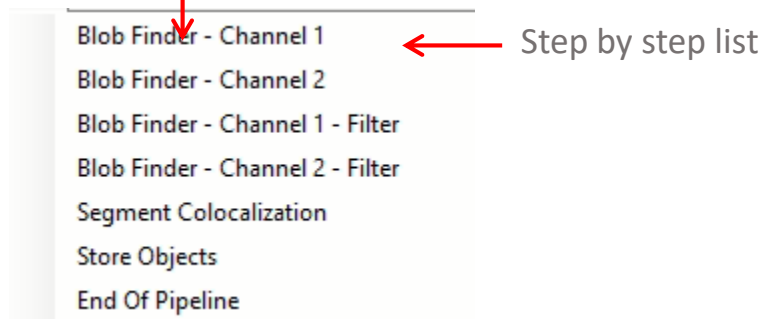 Blob Finder - Channel 1
Step by step list
Blob Finder - Channel 2
Blob Finder - Channel 1 - Filter
Blob Finder - Channel 2 - Filter
Segment Colocalization
Store Objects
End Of Pipeline